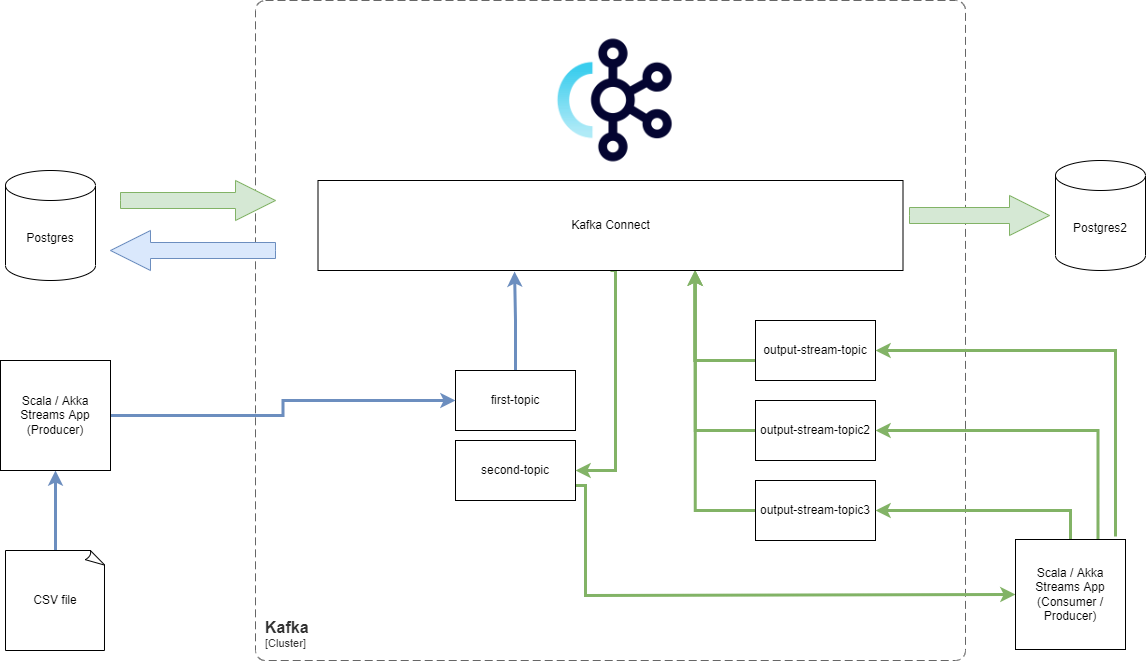 Kafka Connect
Postgres
Postgres2
Scala / Akka
Streams App
(Producer)
first-topic
second-topic
output-stream-topic
output-stream-topic2
output-stream-topic3
CSV file
Scala / Akka
Streams App
(Consumer /
Producer)
Kafka
[Cluster]